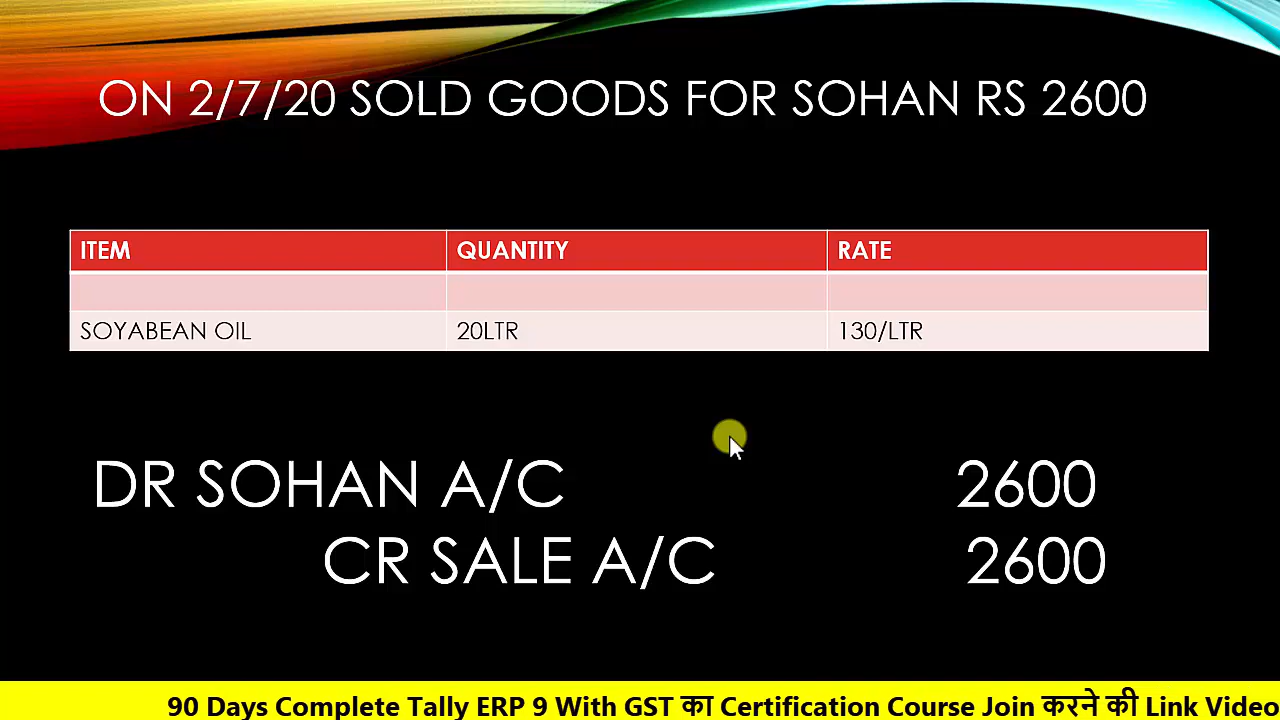 ON 2/7/20 SOLD GOODS FOR SOHAN RS 2600
ITEM QUANTITY RATE
SOYABEAN OIL 20LTR 130/LTR
DR SOHAN A/C 2600
CR SALE A/C 2600
90 Days Complete Tally ERP 9 With GST का Certification Course Join करने की Link Video